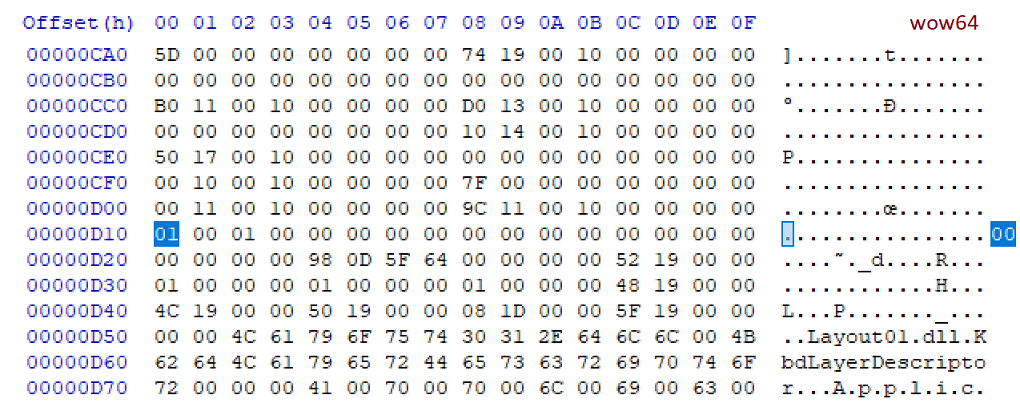 Offset(h) 00 01 02 03 04 05 06 07 08 09 0A 0B 0C 0D 0E 0F wow64
00000CA0 5D 00 00 00 00 00 00 00 74 19 00 10 00 00 00 00 ].......t.......
00000CB0 00 00 00 00 00 00 00 00 00 00 00 00 00 00 00 00 ................
00000CC0 B0 11 00 10 00 00 00 00 D0 13 00 10 00 00 00 00 °.......Ð.......
00000CD0 00 00 00 00 00 00 00 00 10 14 00 10 00 00 00 00 ................
00000CE0 50 17 00 10 00 00 00 00 00 00 00 00 00 00 00 00 P...............
00000CF0 00 10 00 10 00 00 00 00 7F 00 00 00 00 00 00 00 ................
00000D00 00 11 00 10 00 00 00 00 9C 11 00 10 00 00 00 00 ........œ.......
00000D10 01 00 01 00 00 00 00 00 00 00 00 00 00 00 00 00 ................ 00
00000D20 00 00 00 00 98 0D 5F 64 00 00 00 00 52 19 00 00 ....˜._d....R...
00000D30 01 00 00 00 01 00 00 00 01 00 00 00 48 19 00 00 ............H...
00000D40 4C 19 00 00 50 19 00 00 08 1D 00 00 5F 19 00 00 L...P......._...
00000D50 00 00 4C 61 79 6F 75 74 30 31 2E 64 6C 6C 00 4B ..Layout01.dll.K
00000D60 62 64 4C 61 79 65 72 44 65 73 63 72 69 70 74 6F bdLayerDescripto
00000D70 72 00 00 00 41 00 70 00 70 00 6C 00 69 00 63 00 r...A.p.p.l.i.c.